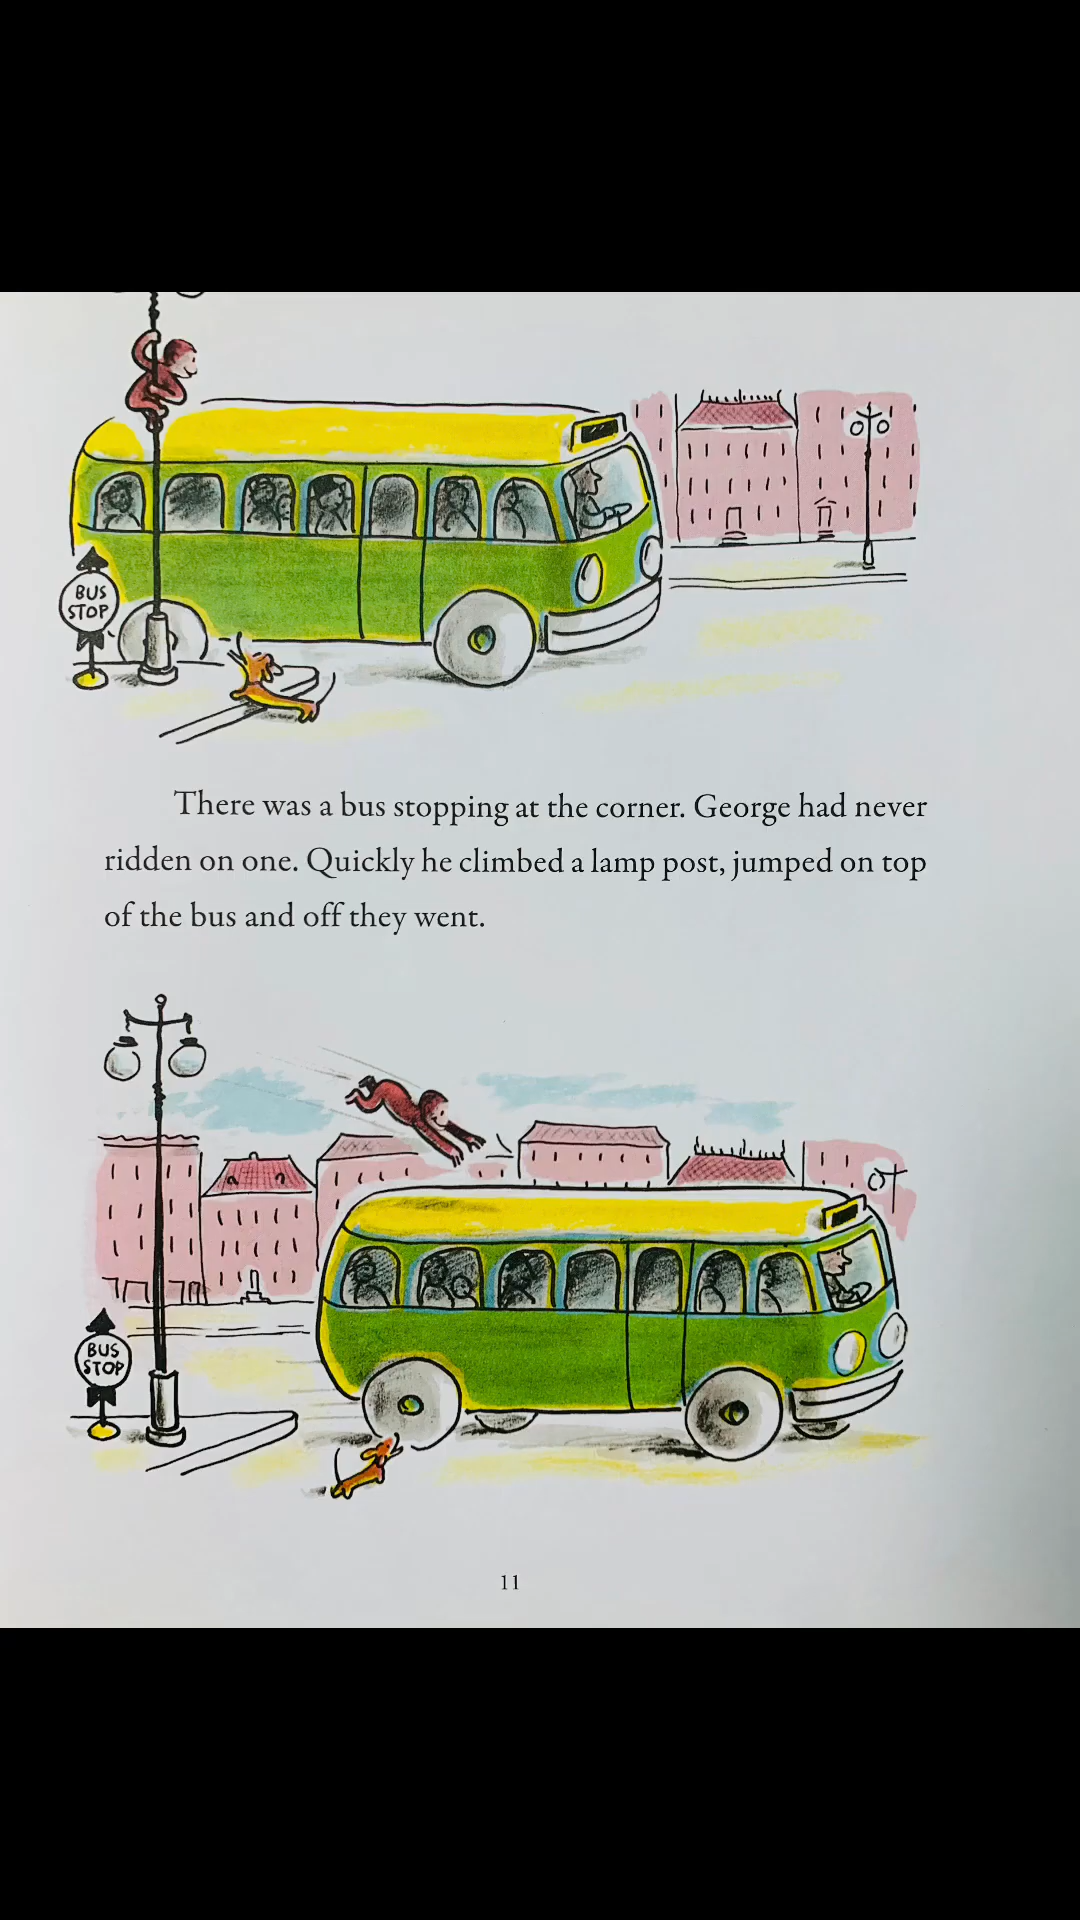 BUS
STOP
There was a bus stopping at the corner. George had never
ridden on one. Quickly he climbed a lamp post, jumped on top
of the bus and off they went.
BUS
STOP
11